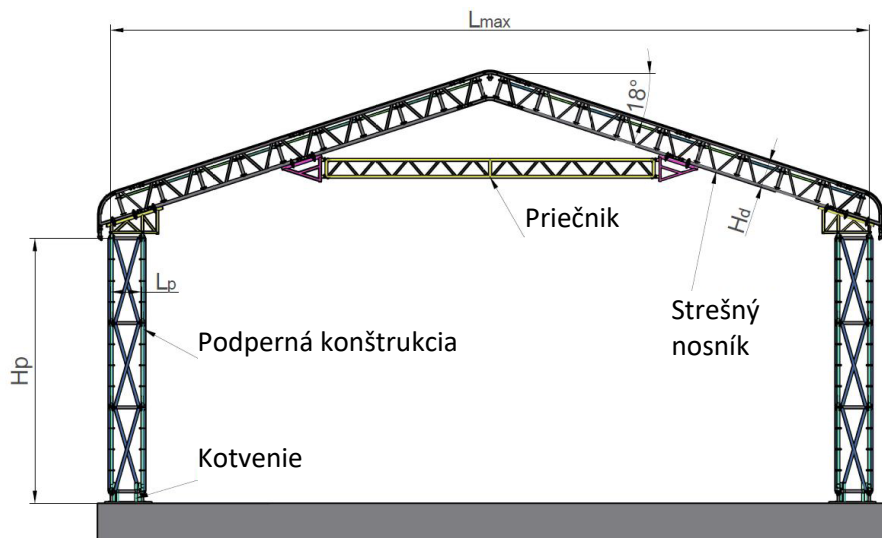 Lmax
18°
Priečnik
Hd
Lp
Strešný
nosník
Podperná konštrukcia
Hp
Kotvenie